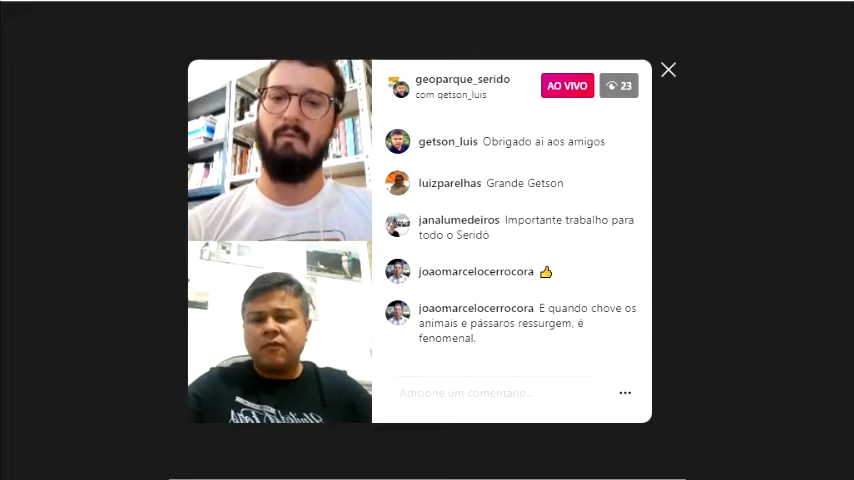 geoparque_serido
com getson_luis
AO VIVO
23
getson_luis Obrigado ai aos amigos
luizparelhas Grande Getson
janalumedeiros Importante trabalho para
todo o Seridó
joaomarcelocerrocora 👍
joaomarcelocerrocora E quando chove os
animais e pássaros ressurgem, é
fenomenal.
Adicione um comentário...